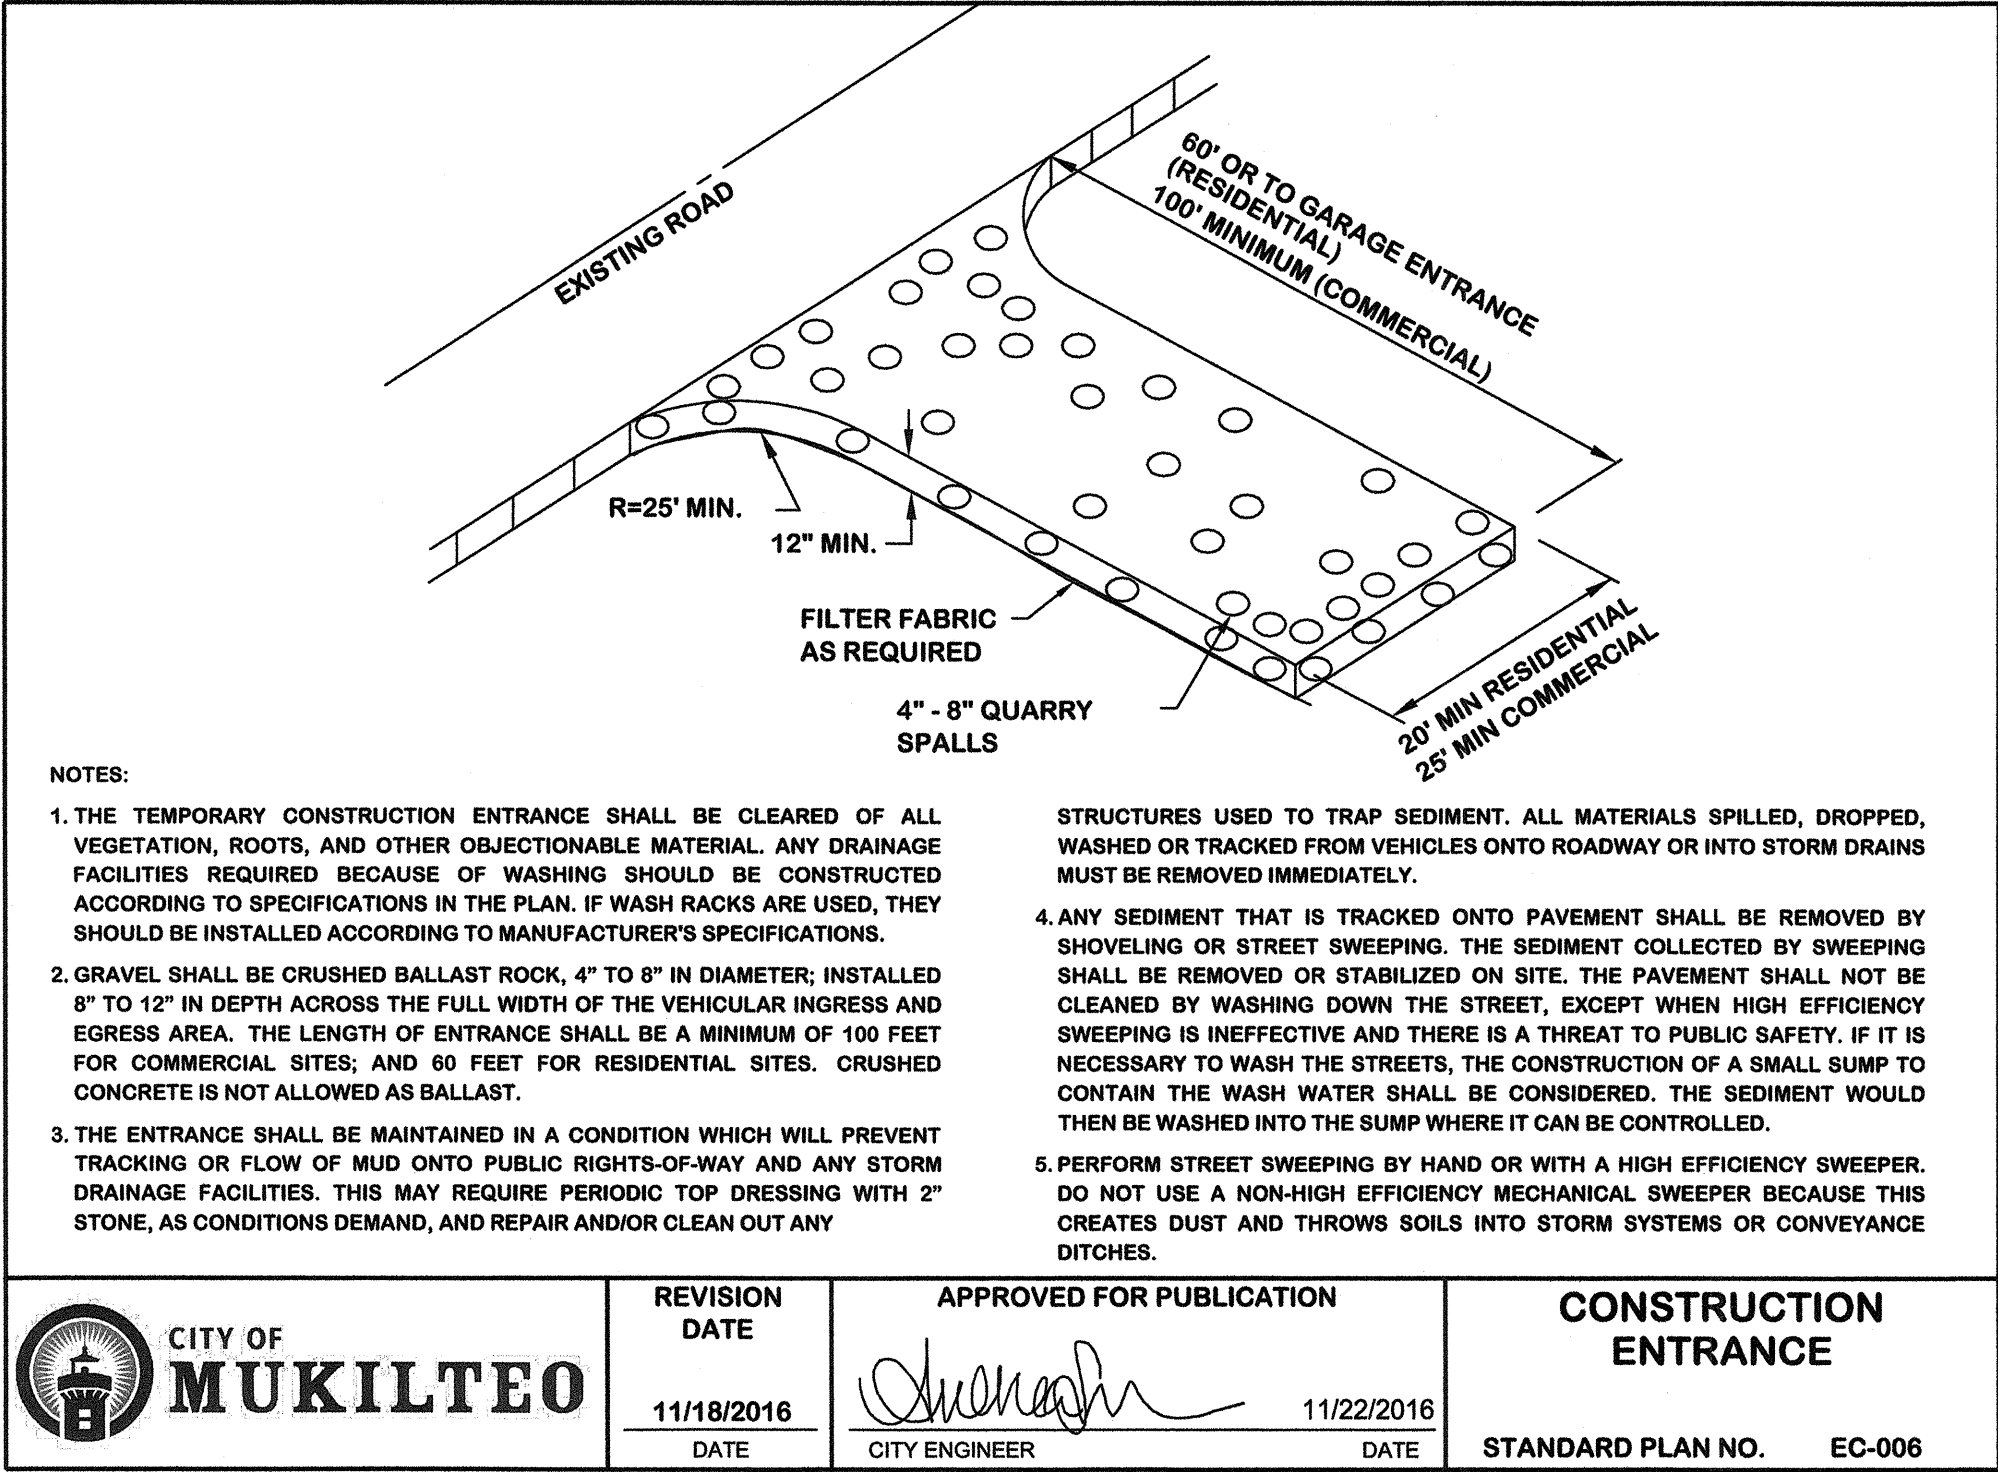 EXISTING ROAD
60' OR TO GARAGE ENTRANCE
(RESIDENTIAL)
100' MINIMUM (COMMERCIAL)
R=25' MIN.
12" MIN.
FILTER FABRIC
AS REQUIRED
4" - 8" QUARRY
SPALLS
20' MIN RESIDENTIAL
25' MIN COMMERCIAL
NOTES:
1. THE TEMPORARY CONSTRUCTION ENTRANCE SHALL BE CLEARED OF ALL
VEGETATION, ROOTS, AND OTHER OBJECTIONABLE MATERIAL. ANY DRAINAGE
FACILITIES REQUIRED BECAUSE OF WASHING SHOULD BE CONSTRUCTED
ACCORDING TO SPECIFICATIONS IN THE PLAN. IF WASH RACKS ARE USED, THEY
SHOULD BE INSTALLED ACCORDING TO MANUFACTURER'S SPECIFICATIONS.
2. GRAVEL SHALL BE CRUSHED BALLAST ROCK, 4” TO 8” IN DIAMETER; INSTALLED
8” TO 12” IN DEPTH ACROSS THE FULL WIDTH OF THE VEHICULAR INGRESS AND
EGRESS AREA. THE LENGTH OF ENTRANCE SHALL BE A MINIMUM OF 100 FEET
FOR COMMERCIAL SITES; AND 60 FEET FOR RESIDENTIAL SITES. CRUSHED
CONCRETE IS NOT ALLOWED AS BALLAST.
3. THE ENTRANCE SHALL BE MAINTAINED IN A CONDITION WHICH WILL PREVENT
TRACKING OR FLOW OF MUD ONTO PUBLIC RIGHTS-OF-WAY AND ANY STORM
DRAINAGE FACILITIES. THIS MAY REQUIRE PERIODIC TOP DRESSING WITH 2”
STONE, AS CONDITIONS DEMAND, AND REPAIR AND/OR CLEAN OUT ANY
STRUCTURES USED TO TRAP SEDIMENT. ALL MATERIALS SPILLED, DROPPED,
WASHED OR TRACKED FROM VEHICLES ONTO ROADWAY OR INTO STORM DRAINS
MUST BE REMOVED IMMEDIATELY.
4. ANY SEDIMENT THAT IS TRACKED ONTO PAVEMENT SHALL BE REMOVED BY
SHOVELING OR STREET SWEEPING. THE SEDIMENT COLLECTED BY SWEEPING
SHALL BE REMOVED OR STABILIZED ON SITE. THE PAVEMENT SHALL NOT BE
CLEANED BY WASHING DOWN THE STREET, EXCEPT WHEN HIGH EFFICIENCY
SWEEPING IS INEFFECTIVE AND THERE IS A THREAT TO PUBLIC SAFETY. IF IT IS
NECESSARY TO WASH THE STREETS, THE CONSTRUCTION OF A SMALL SUMP TO
CONTAIN THE WASH WATER SHALL BE CONSIDERED. THE SEDIMENT WOULD
THEN BE WASHED INTO THE SUMP WHERE IT CAN BE CONTROLLED.
5. PERFORM STREET SWEEPING BY HAND OR WITH A HIGH EFFICIENCY SWEEPER.
DO NOT USE A NON-HIGH EFFICIENCY MECHANICAL SWEEPER BECAUSE THIS
CREATES DUST AND THROWS SOILS INTO STORM SYSTEMS OR CONVEYANCE
DITCHES.
CITY OF
MUKILTEO
REVISION
DATE
11/18/2016
DATE
APPROVED FOR PUBLICATION
11/22/2016
CITY ENGINEER DATE
CONSTRUCTION
ENTRANCE
STANDARD PLAN NO. EC-006